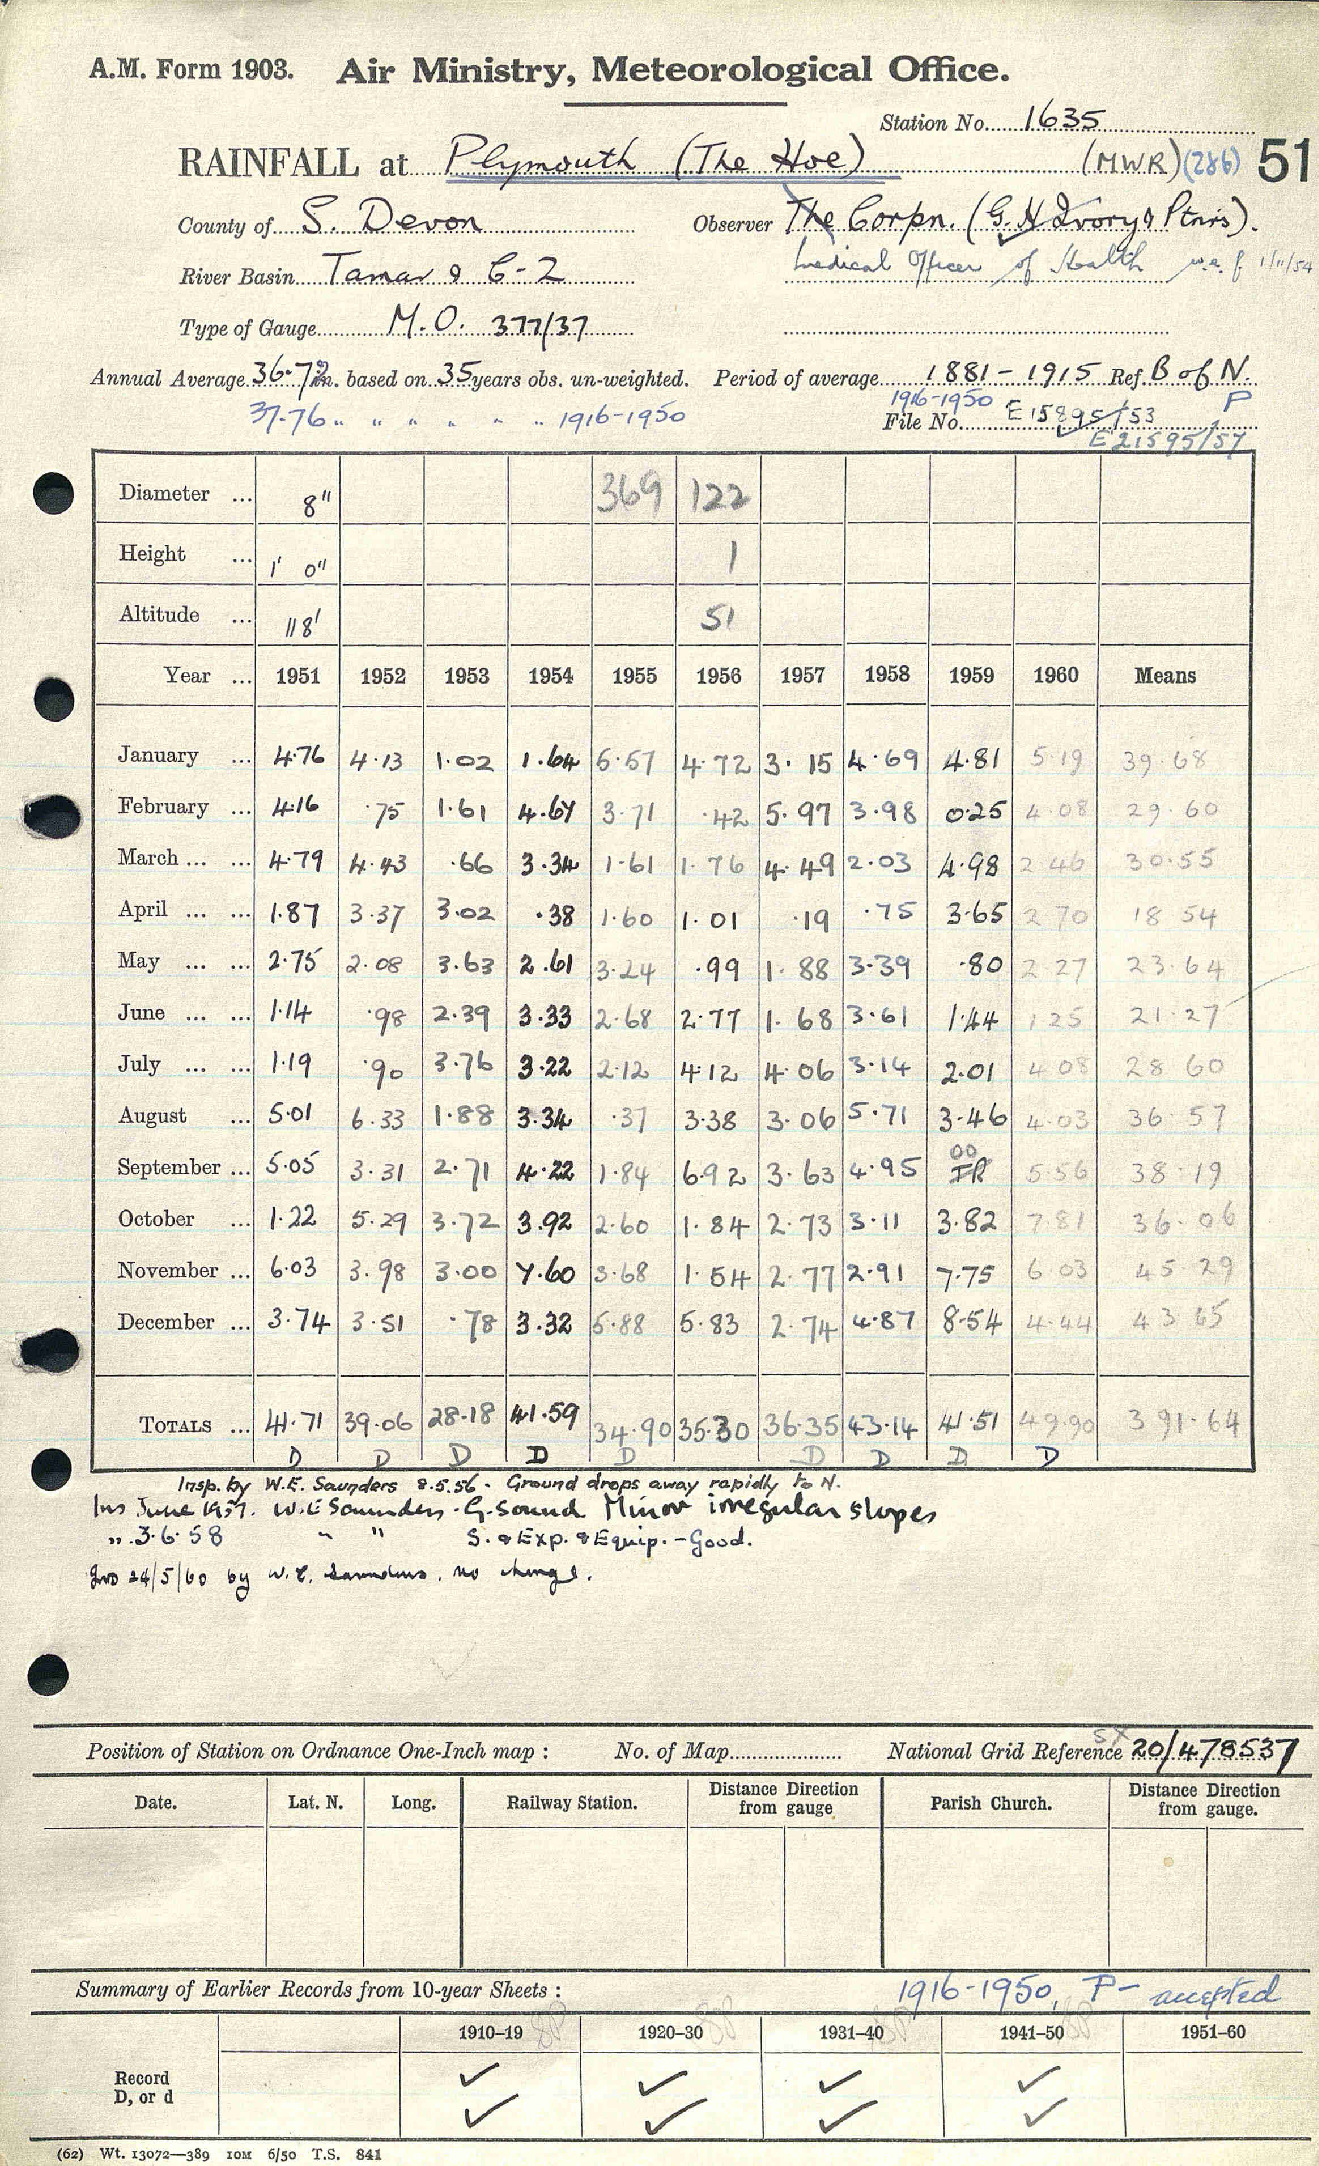 A.M. Form 1903. Air Ministry, Meteorological Office.
Station No. 1635
RAINFALL at Plymouth (The Hoe) (MWR) (286) 51
County of S. Devon Observer The Corpn. (G. H Ivory & Ptnrs).
Medical Officer of Health w.e.f 1/11/54
River Basin Tamar & C-2
Type of Gauge M.O. 377/37
Annual Average 36.72 in. based on 35 years obs. un-weighted. Period of average 1881-1915 Ref. B of N.
37.76 " " " " " " 1916-1950 1916-1950 P
File No. E15895/53
E21595/57
Diameter ... 8" 369 122
Height ... 1' 0" 1
Altitude ... 118' 51
Year ... 1951 1952 1953 1954 1955 1956 1957 1958 1959 1960 Means
January ... 4.76 4.13 1.02 1.64 5.57 4.72 3.15 4.69 4.81 5.19 39.68
February ... 4.16 .75 1.61 4.67 3.71 .42 5.97 3.98 0.25 4.08 29 60
March ... ... 4.79 4.43 .66 3.34 1.61 1.76 4.49 2.03 4.98 2.46 30.55
April ... ... 1.87 3.37 3.02 .38 1.60 1.01 .19 .75 3.65 2.70 18 54
May ... ... 2.75 2.08 3.63 2.61 3.24 .99 1.88 3.39 .80 2.27 23.64
June ... ... 1.14 .98 2.39 3.33 2.68 2.77 1.68 3.61 1.44 1.25 21.27
July ... ... 1.19 .90 3.76 3.22 2.12 4.12 4.06 3.14 2.01 4.08 28 60
August ... 5.01 6.33 1.88 3.34 .37 3.38 3.06 5.71 3.46 4.03 36 57
September ... 5.05 3.31 2.71 4.22 1.84 6.92 3.63 4.95 00 IR 5.56 38.19
October ... 1.22 5.29 3.72 3.92 2.60 1.84 2.73 3.11 3.82 7.81 36.06
November ... 6.03 3.98 3.00 7.60 3.68 1.54 2.77 2.91 7.75 6.03 45 29
December ... 3.74 3.51 .78 3.32 5.88 5.83 2.74 4.87 8.54 4.44 43 65
TOTALS ... 41.71 39.06 28.18 41.59 34.90 35.30 36.35 43.14 41.51 49.90 391.64
D D D D D D D D D
Insp. by W.E. Saunders 8.5.56. Ground drops away rapidly to N.
Ins June 1957. W.E Saunders. G. Sound Minor irregular slopes
".3.6.58 " " S. & Exp. & Equip. - Good.
24/5/60 by W.E. Saunders. No change.
Position of Station on Ordnance One-Inch map : No. of Map National Grid Reference SX 20/478537
Date. Lat. N. Long. Railway Station. Distance Direction from gauge Parish Church. Distance Direction from gauge.
Summary of Earlier Records from 10-year Sheets : 1916-1950, P- accepted
1910–19 1920–30 1931–40 1941–50 1951–60
Record ✓ ✓ ✓ ✓
D, or d ✓ ✓ ✓ ✓
(62) Wt. 13072—389 10M 6/50 T.S. 841